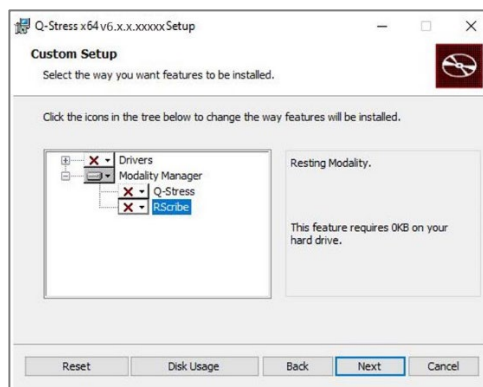 Q-Stress x64 v6.x.x.xxxxx Setup
Custom Setup
Select the way you want features to be installed.
Click the icons in the tree below to change the way features will be installed.
Drivers
Modality Manager
Q-Stress
RScribe
Resting Modality.
This feature requires 0KB on your
hard drive.
Reset Disk Usage Back Next Cancel